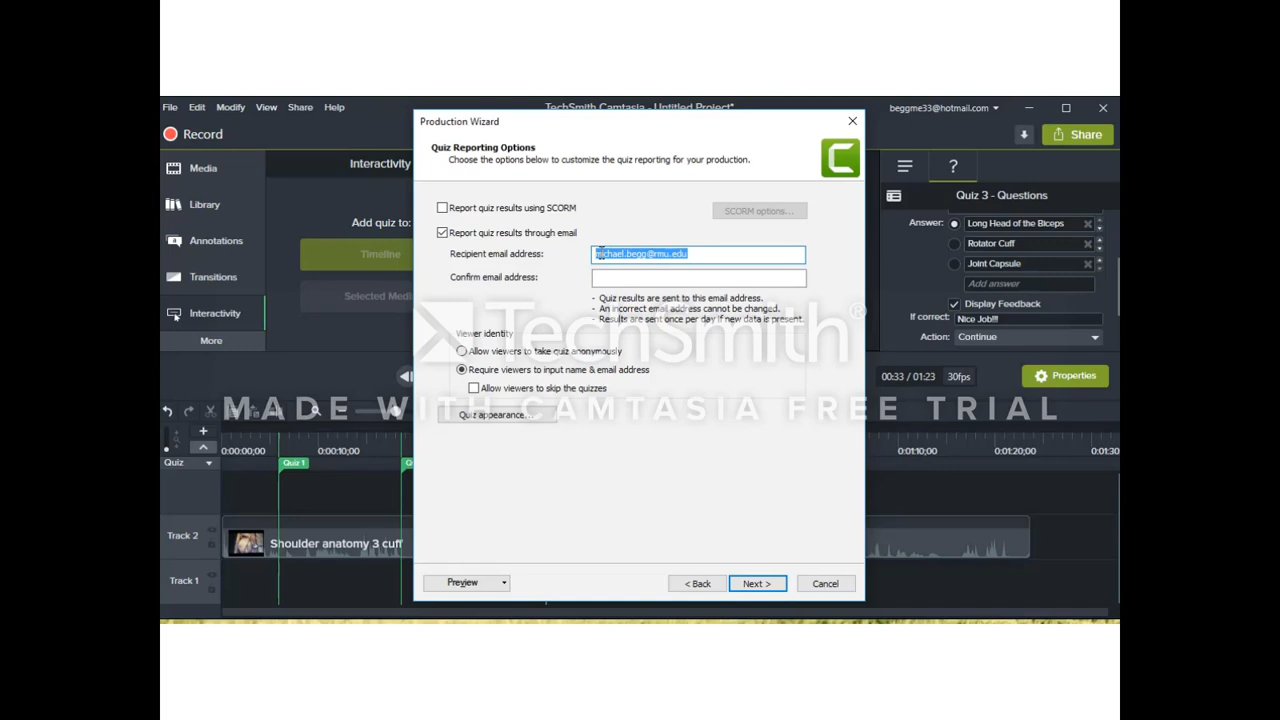 File Edit Modify View Share Help
TechSmith Camtasia - Untitled Project*
beggme33@hotmail.com
Record
Share
Media
Library
Annotations
Transitions
Interactivity
More
Interactivity
Add quiz to:
Timeline
Selected Media
Production Wizard
Quiz Reporting Options
Choose the options below to customize the quiz reporting for your production.
Report quiz results using SCORM
SCORM options...
Report quiz results through email
Recipient email address: michael.begg@rmu.edu
Confirm email address:
- Quiz results are sent to this email address.
- An incorrect email address cannot be changed.
- Results are sent once per day if new data is present.
Viewer identity
Allow viewers to take quiz anonymously
Require viewers to input name & email address
Allow viewers to skip the quizzes
Quiz appearance...
Preview
< Back Next > Cancel
?
Quiz 3 - Questions
Answer: Long Head of the Biceps
Rotator Cuff
Joint Capsule
Add answer
Display Feedback
If correct: Nice Job!!!
Action: Continue
00:33 / 01:23 30fps
Properties
TechSmith®
MADE WITH CAMTASIA FREE TRIAL
0:00:00;00 0:00:10;00 0:01:10;00 0:01:20;00 0:01:30
Quiz
Quiz 1
Track 2
Shoulder anatomy 3 cuff
Track 1